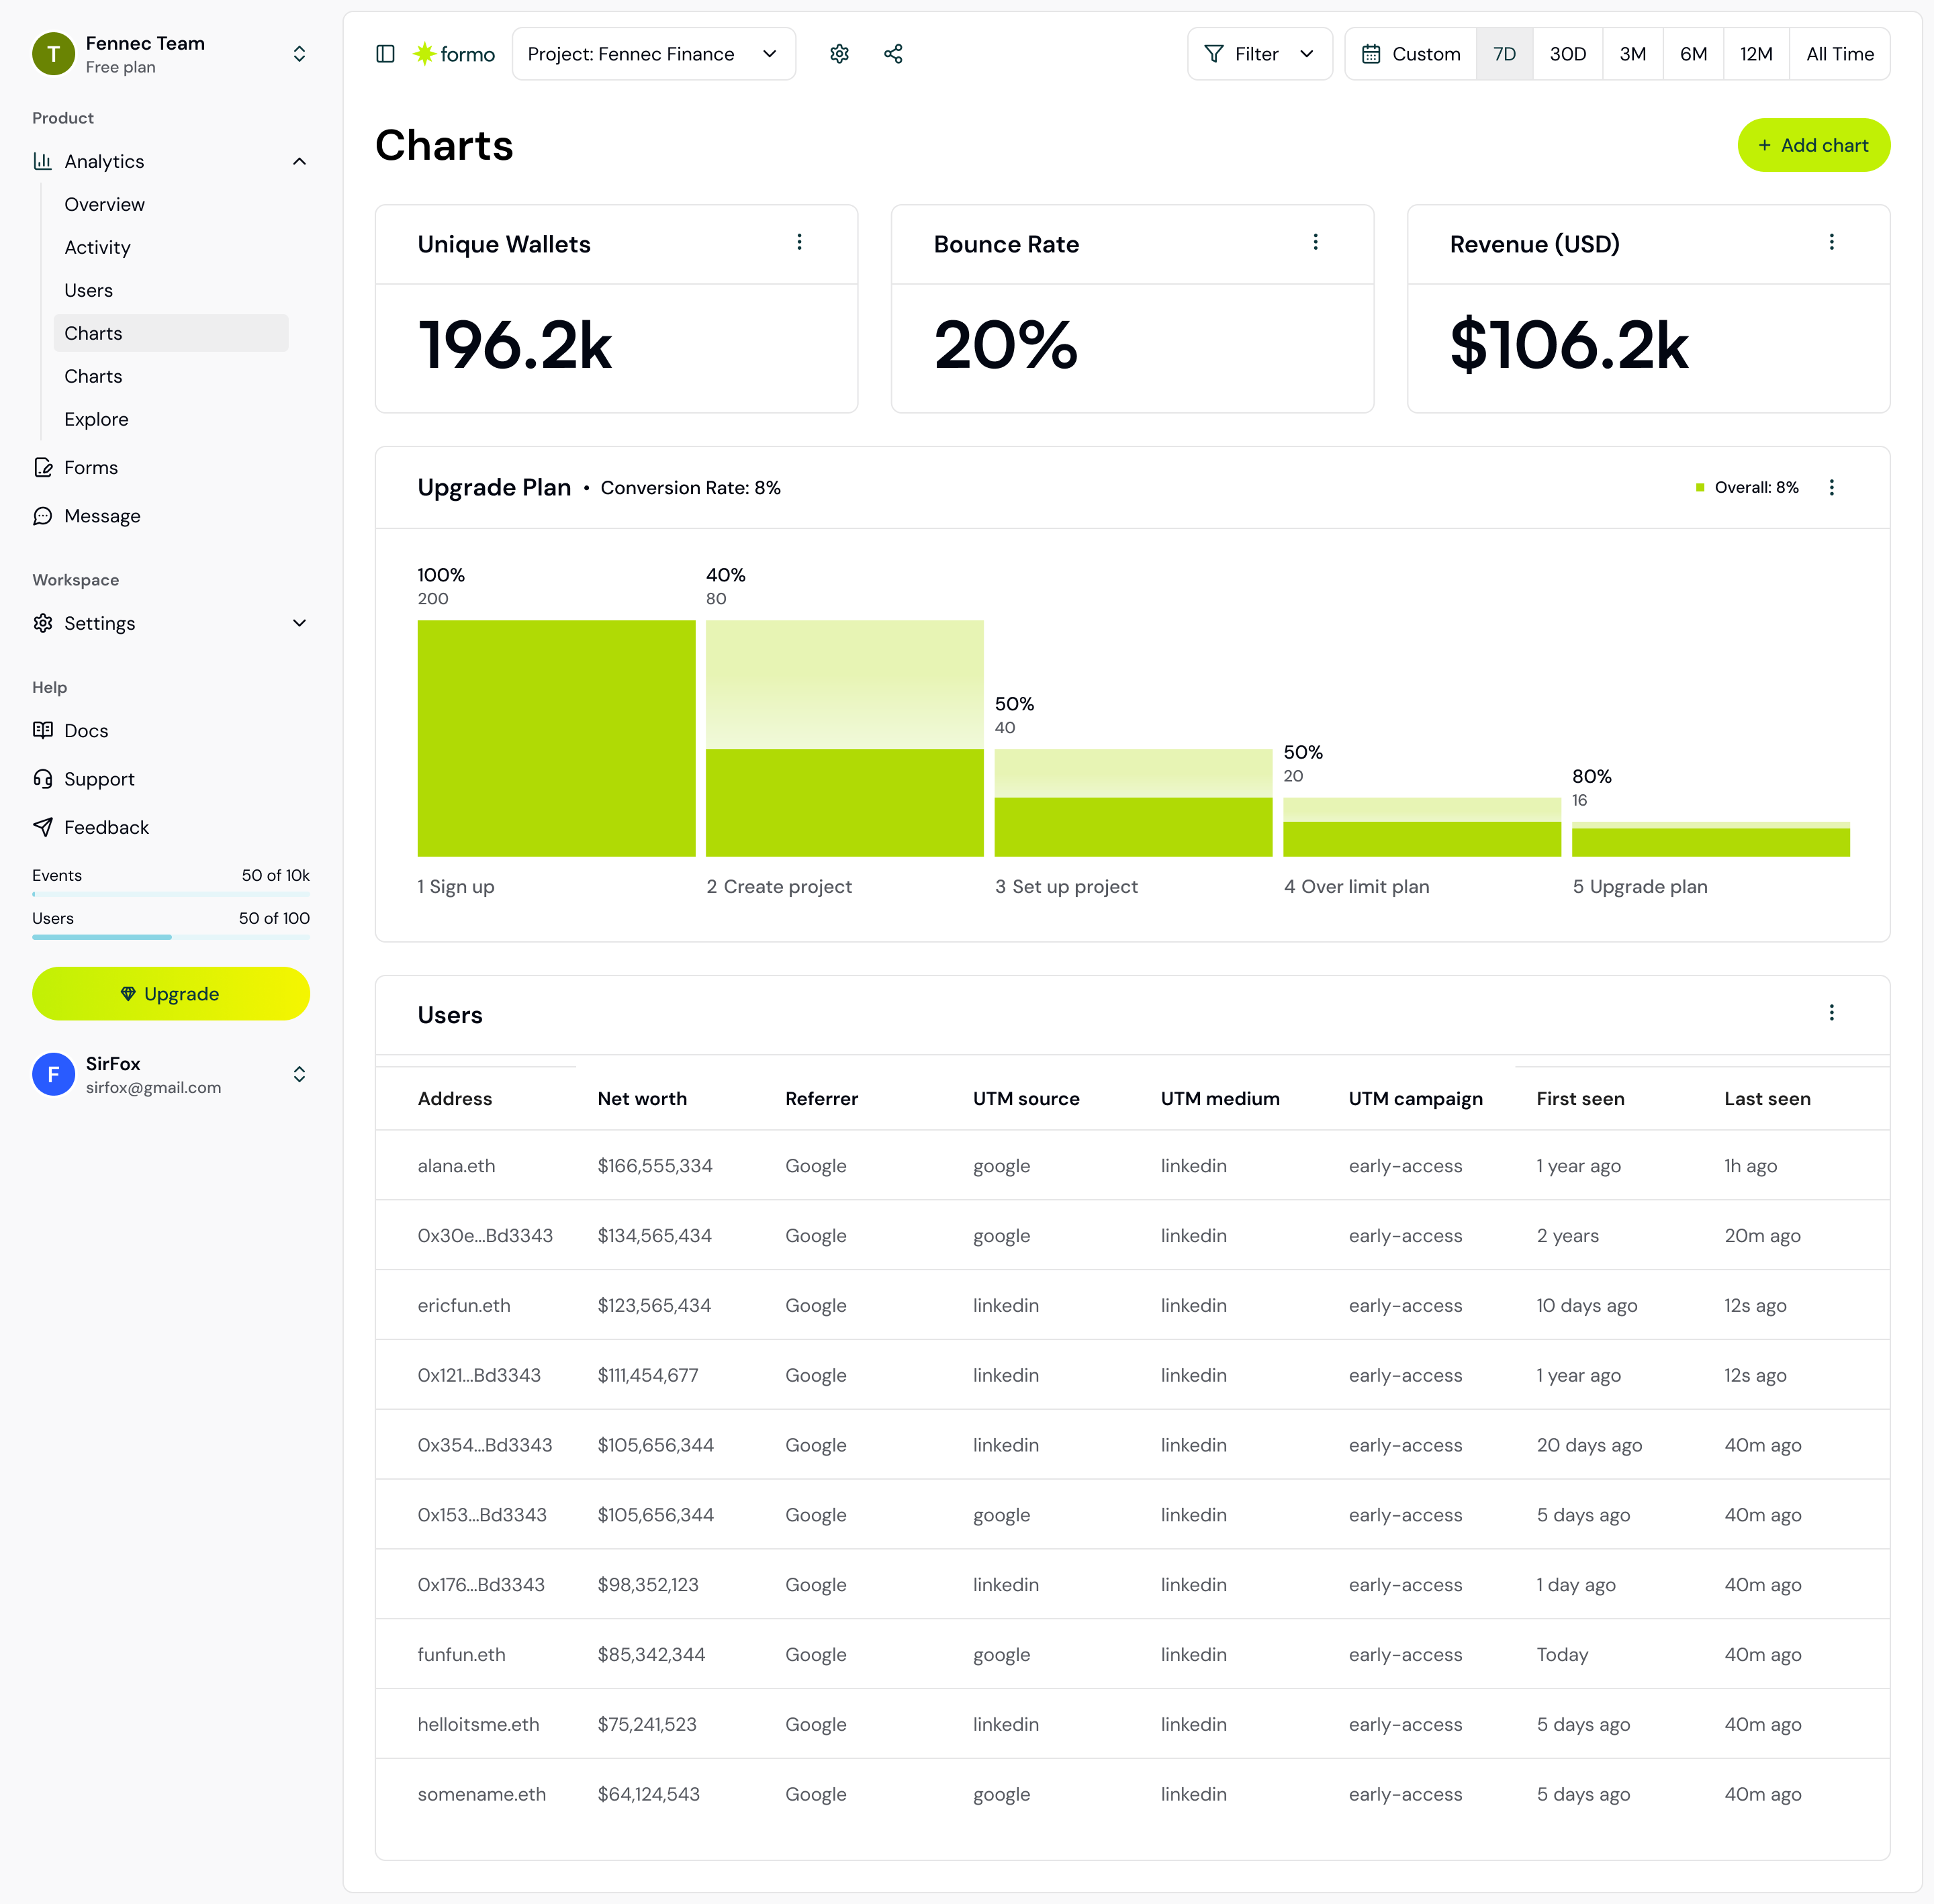 T
Fennec Team
Free plan
Product
Analytics
Overview
Activity
Users
Charts
Charts
Explore
Forms
Message
Workspace
Settings
Help
Docs
Support
Feedback
Events 50 of 10k
Users 50 of 100
Upgrade
F
SirFox
sirfox@gmail.com
formo Project: Fennec Finance Filter Custom 7D 30D 3M 6M 12M All Time
Charts + Add chart
Unique Wallets Bounce Rate Revenue (USD)
196.2k 20% $106.2k
Upgrade Plan • Conversion Rate: 8% Overall: 8%
100%
200
40%
80
50%
40
50%
20
80%
16
1 Sign up 2 Create project 3 Set up project 4 Over limit plan 5 Upgrade plan
Users
Address Net worth Referrer UTM source UTM medium UTM campaign First seen Last seen
alana.eth $166,555,334 Google google linkedin early-access 1 year ago 1h ago
0x30e...Bd3343 $134,565,434 Google google linkedin early-access 2 years 20m ago
ericfun.eth $123,565,434 Google linkedin linkedin early-access 10 days ago 12s ago
0x121...Bd3343 $111,454,677 Google linkedin linkedin early-access 1 year ago 12s ago
0x354...Bd3343 $105,656,344 Google linkedin linkedin early-access 20 days ago 40m ago
0x153...Bd3343 $105,656,344 Google google linkedin early-access 5 days ago 40m ago
0x176...Bd3343 $98,352,123 Google linkedin linkedin early-access 1 day ago 40m ago
funfun.eth $85,342,344 Google google linkedin early-access Today 40m ago
helloitsme.eth $75,241,523 Google linkedin linkedin early-access 5 days ago 40m ago
somename.eth $64,124,543 Google google linkedin early-access 5 days ago 40m ago